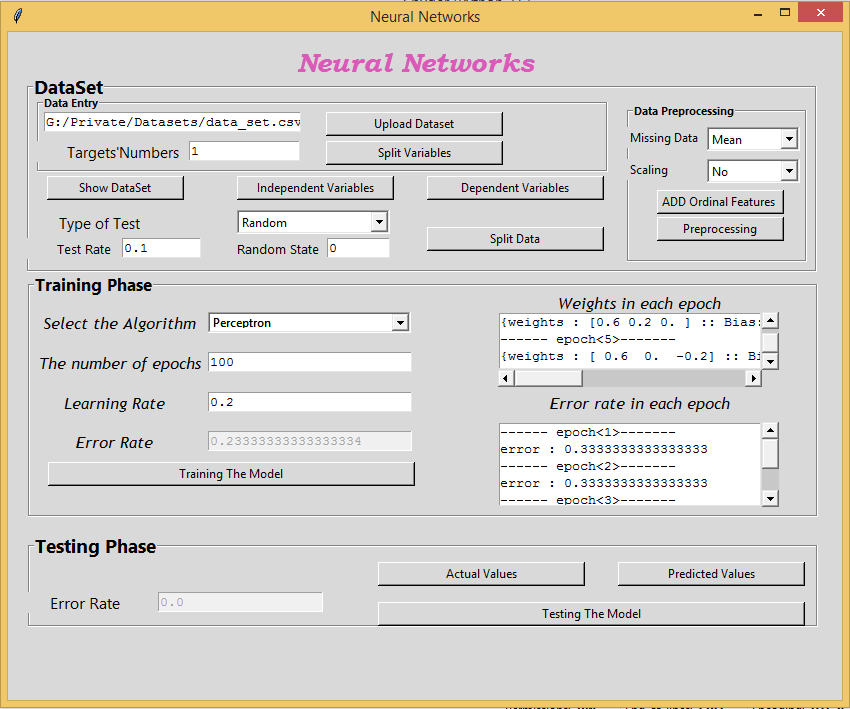 Neural Networks
Neural Networks
DataSet
Data Entry
G:/Private/Datasets/data_set.csv
Upload Dataset
Targets'Numbers
1
Split Variables
Show DataSet
Independent Variables
Dependent Variables
Type of Test
Random
Test Rate
0.1
Random State
0
Split Data
Data Preprocessing
Missing Data
Mean
Scaling
No
ADD Ordinal Features
Preprocessing
Training Phase
Select the Algorithm
Perceptron
The number of epochs
100
Learning Rate
0.2
Error Rate
0.23333333333333334
Training The Model
Weights in each epoch
{weights : [0.6 0.2 0. ] :: Bias:
------ epoch<5>-------
{weights : [ 0.6  0.  -0.2] :: Bi
Error rate in each epoch
------ epoch<1>-------
error : 0.3333333333333333
------ epoch<2>-------
error : 0.3333333333333333
------ epoch<3>-------
Testing Phase
Actual Values
Predicted Values
Error Rate
0.0
Testing The Model